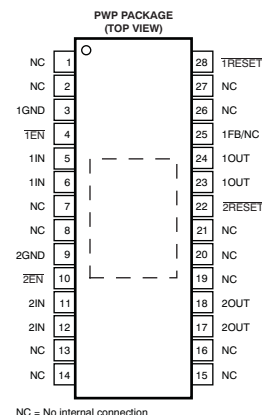 PWP PACKAGE
(TOP VIEW)
NC 1 28 1RESET
NC 2 27 NC
1GND 3 26 NC
1EN 4 25 1FB/NC
1IN 5 24 1OUT
1IN 6 23 1OUT
NC 7 22 2RESET
NC 8 21 NC
2GND 9 20 NC
2EN 10 19 NC
2IN 11 18 2OUT
2IN 12 17 2OUT
NC 13 16 NC
NC 14 15 NC
NC = No internal connection